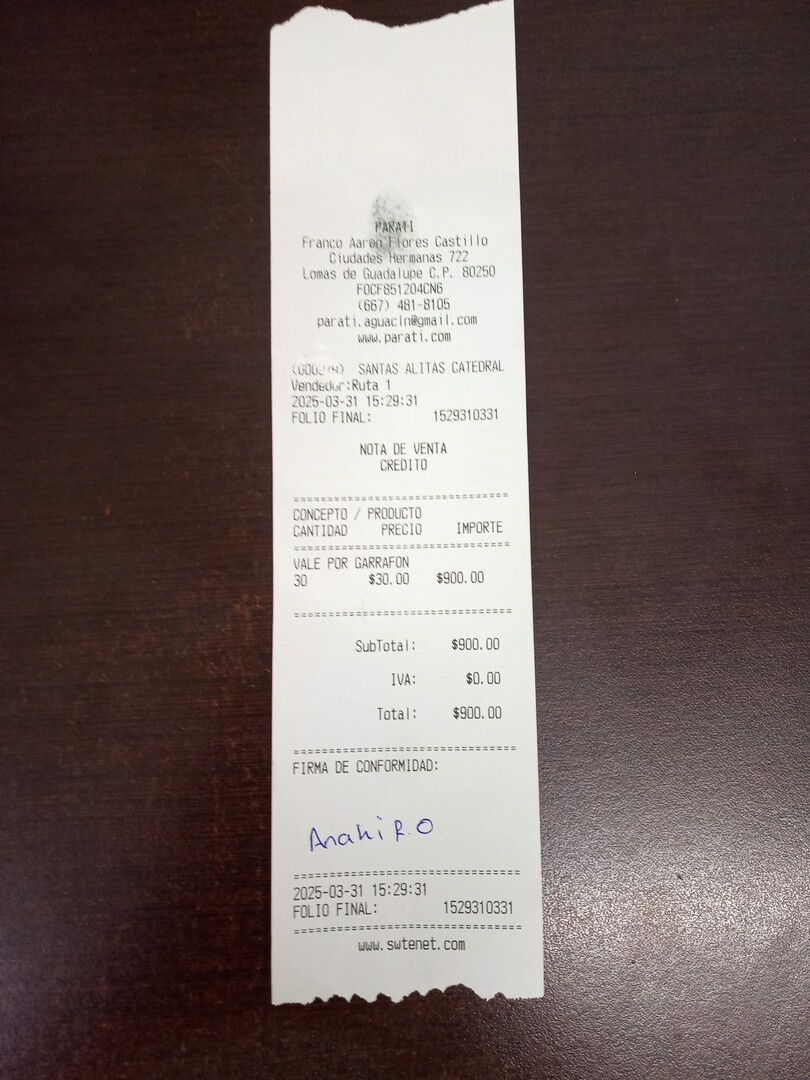 PARATI
Franco Aaron Flores Castillo
Ciudades Hermanas 722
Lomas de Guadalupe C.P. 80250
FOCF851204CN6
(667) 481-8105
parati.aguacln@gmail.com
www.parati.com
SANTAS ALITAS CATEDRAL
Vendedor:Ruta 1
2025-03-31 15:29:31
FOLIO FINAL: 1529310331
NOTA DE VENTA
CREDITO
================================
CONCEPTO / PRODUCTO
CANTIDAD PRECIO IMPORTE
================================
VALE POR GARRAFON
30 $30.00 $900.00
================================
SubTotal: $900.00
IVA: $0.00
Total: $900.00
================================
FIRMA DE CONFORMIDAD:
Anahi R.O
================================
2025-03-31 15:29:31
FOLIO FINAL: 1529310331
================================
www.swtenet.com